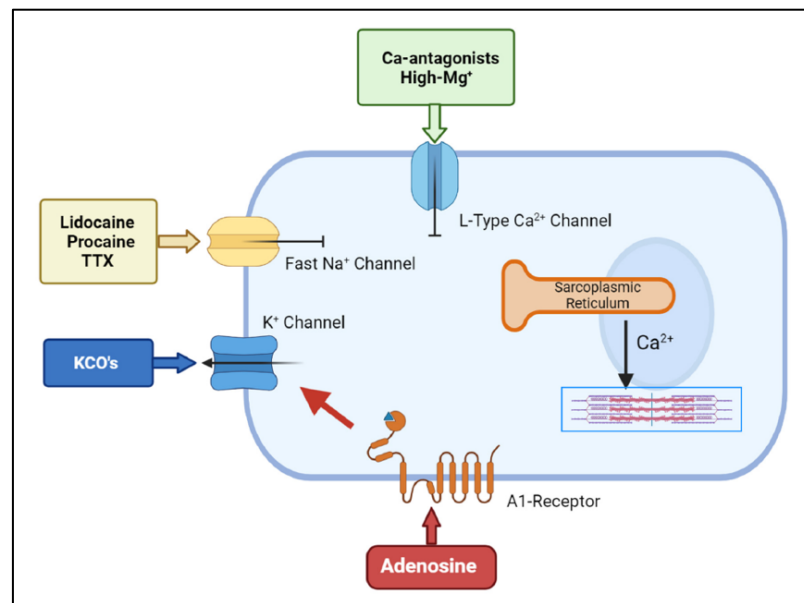 Ca-antagonists
High-Mg⁺
L-Type Ca²⁺ Channel
Lidocaine
Procaine
TTX
Fast Na⁺ Channel
Sarcoplasmic
Reticulum
K⁺ Channel
Ca²⁺
KCO's
A1-Receptor
Adenosine